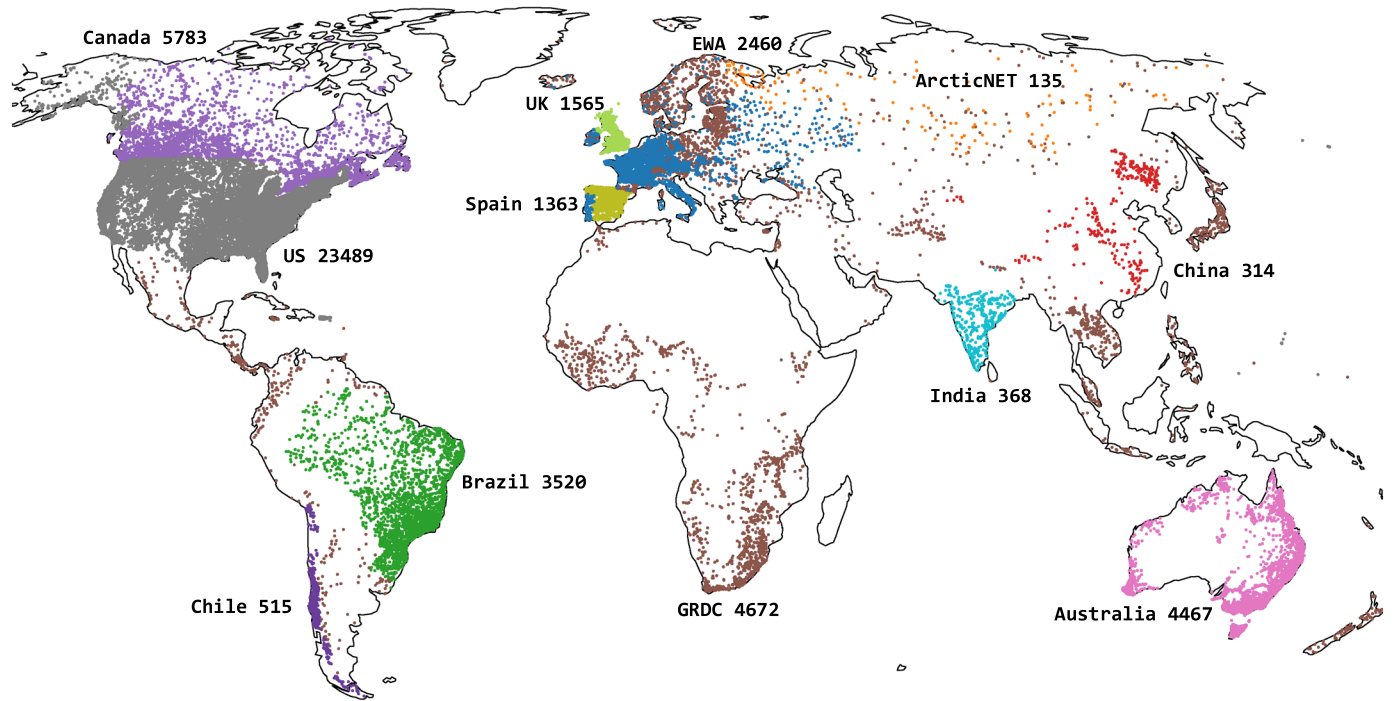 Canada 5783
EWA 2460
ArcticNET 135
UK 1565
Spain 1363
US 23489
China 314
India 368
Brazil 3520
Chile 515
GRDC 4672
Australia 4467